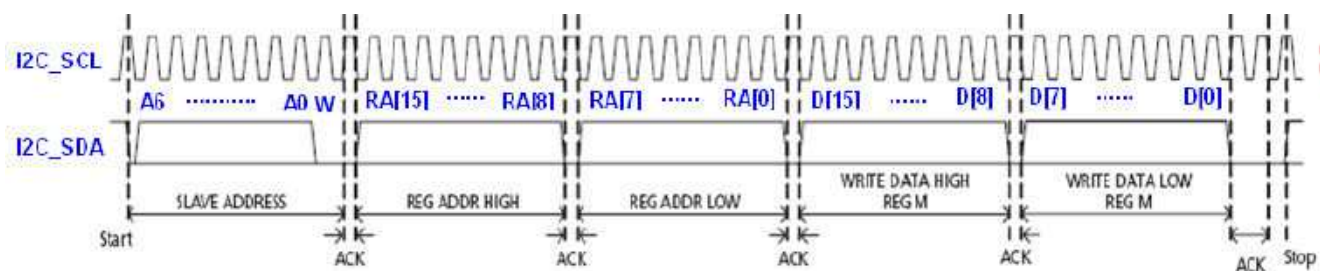 I2C_SCL
A6 ·········· A0 W RA[15] ······ RA[8] RA[7] ······ RA[0] D[15] ······ D[8] D[7] ······ D[0]
I2C_SDA
SLAVE ADDRESS REG ADDR HIGH REG ADDR LOW WRITE DATA HIGH REG M WRITE DATA LOW REG M
Start ACK ACK ACK ACK ACK Stop